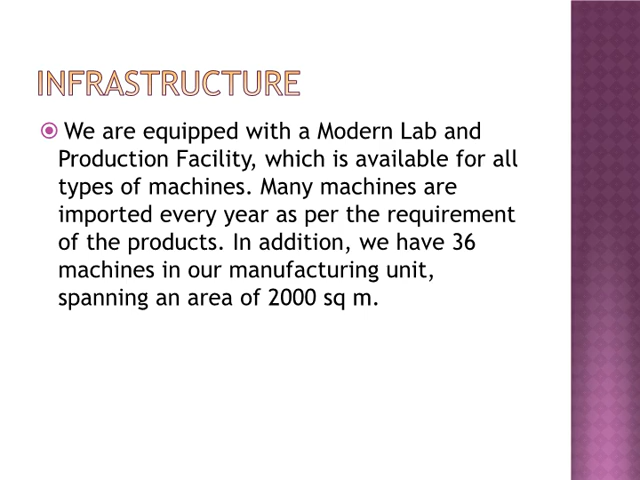 INFRASTRUCTURE
We are equipped with a Modern Lab and
Production Facility, which is available for all
types of machines. Many machines are
imported every year as per the requirement
of the products. In addition, we have 36
machines in our manufacturing unit,
spanning an area of 2000 sq m.